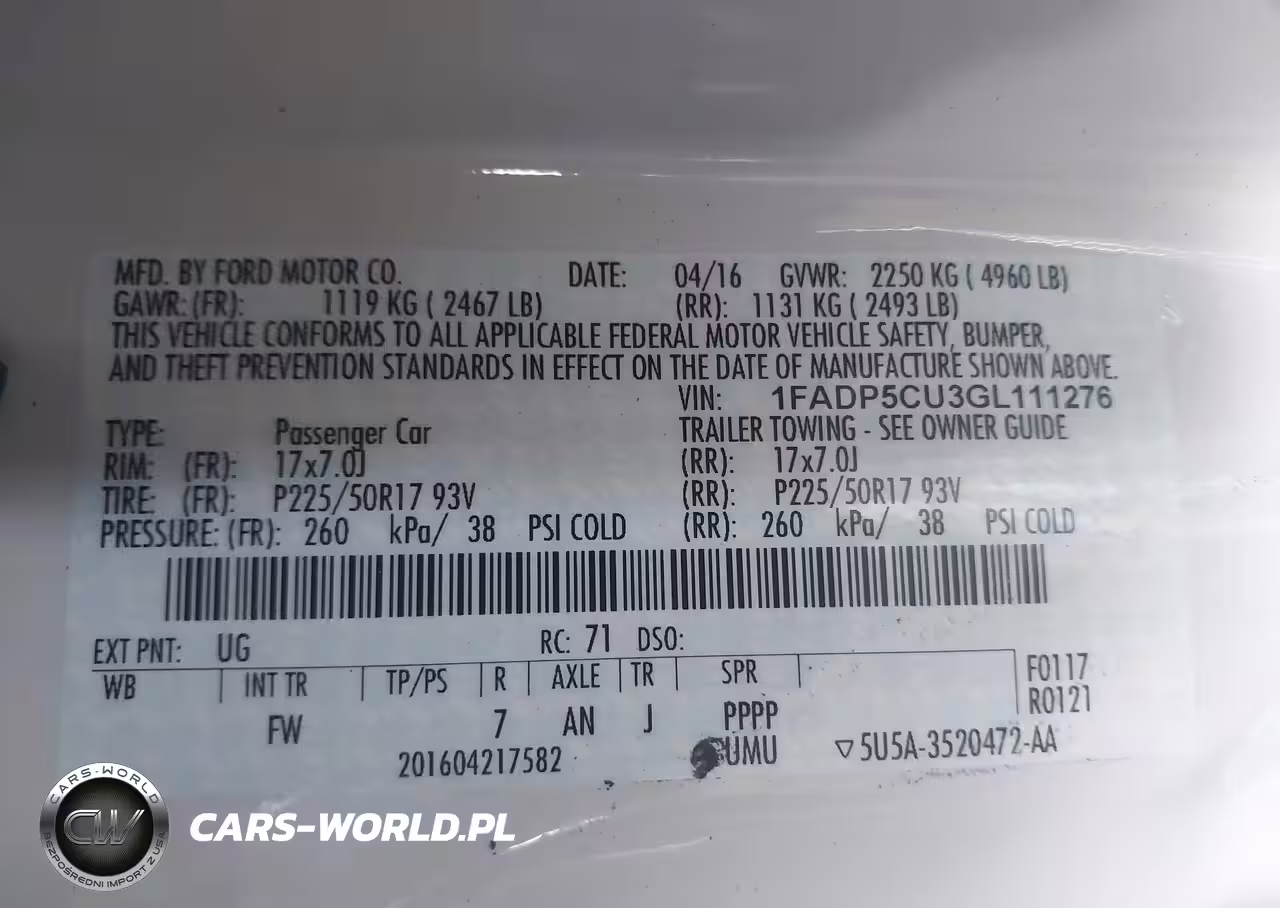 MFD. BY FORD MOTOR CO. DATE: 04/16 GVWR: 2250 KG ( 4960 LB)
GAWR: (FR): 1119 KG ( 2467 LB) (RR): 1131 KG ( 2493 LB)
THIS VEHICLE CONFORMS TO ALL APPLICABLE FEDERAL MOTOR VEHICLE SAFETY, BUMPER,
AND THEFT PREVENTION STANDARDS IN EFFECT ON THE DATE OF MANUFACTURE SHOWN ABOVE.
VIN: 1FADP5CU3GL111276
TYPE: Passenger Car TRAILER TOWING - SEE OWNER GUIDE
RIM: (FR): 17x7.0J (RR): 17x7.0J
TIRE: (FR): P225/50R17 93V (RR): P225/50R17 93V
PRESSURE: (FR): 260 kPa/ 38 PSI COLD (RR): 260 kPa/ 38 PSI COLD
EXT PNT: UG RC: 71 DSO:
WB INT TR TP/PS R AXLE TR SPR F0117
R0121
FW 7 AN J PPPP
201604217582 UMU ▽5U5A-3520472-AA
CARS-WORLD
CW
BEZPOŚREDNI IMPORT Z USA
CARS-WORLD.PL